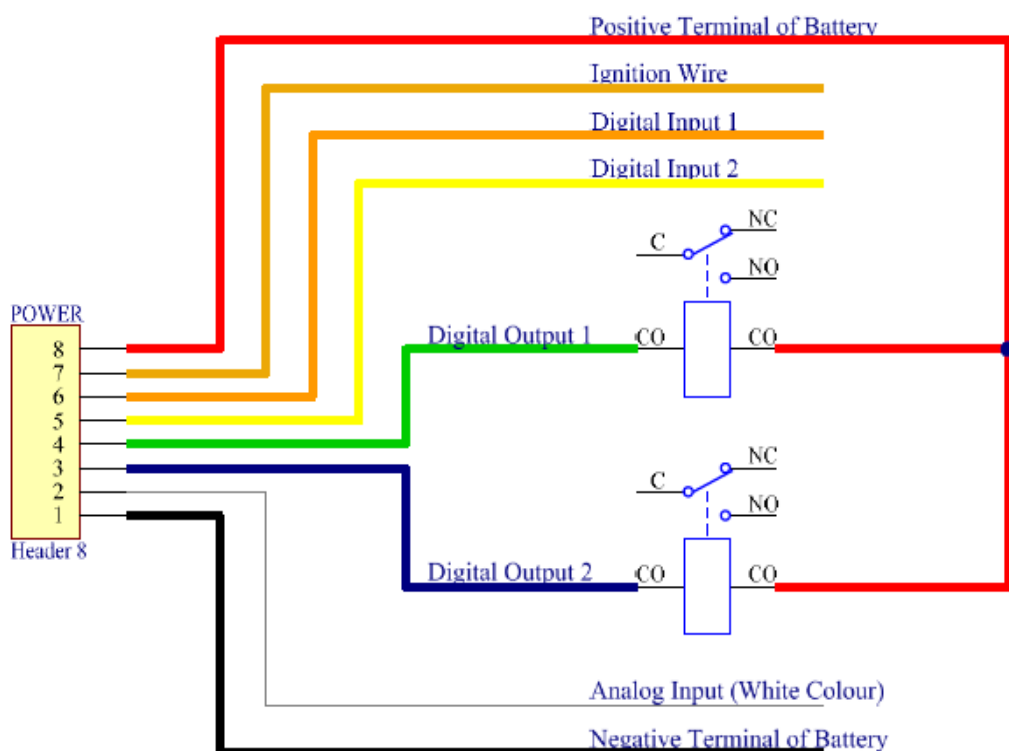 Positive Terminal of Battery
Ignition Wire
Digital Input 1
Digital Input 2
NC
C
NO
POWER
Digital Output 1
CO
CO
8
7
6
5
4
3
2
1
Header 8
NC
C
NO
Digital Output 2
CO
CO
Analog Input (White Colour)
Negative Terminal of Battery